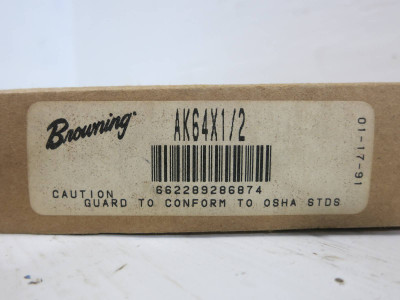 Browning AK64X1/2
662289286874
CAUTION
GUARD TO CONFORM TO OSHA STDS
01-17-91